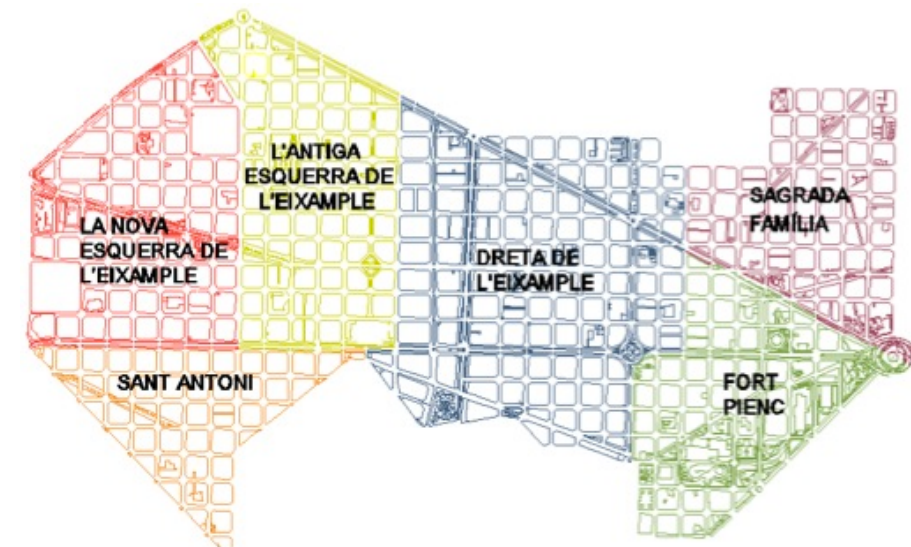 L'ANTIGA
ESQUERRA DE
L'EIXAMPLE
SAGRADA
FAMÍLIA
LA NOVA
ESQUERRA DE
L'EIXAMPLE
DRETA DE
L'EIXAMPLE
SANT ANTONI
FORT
PIENC